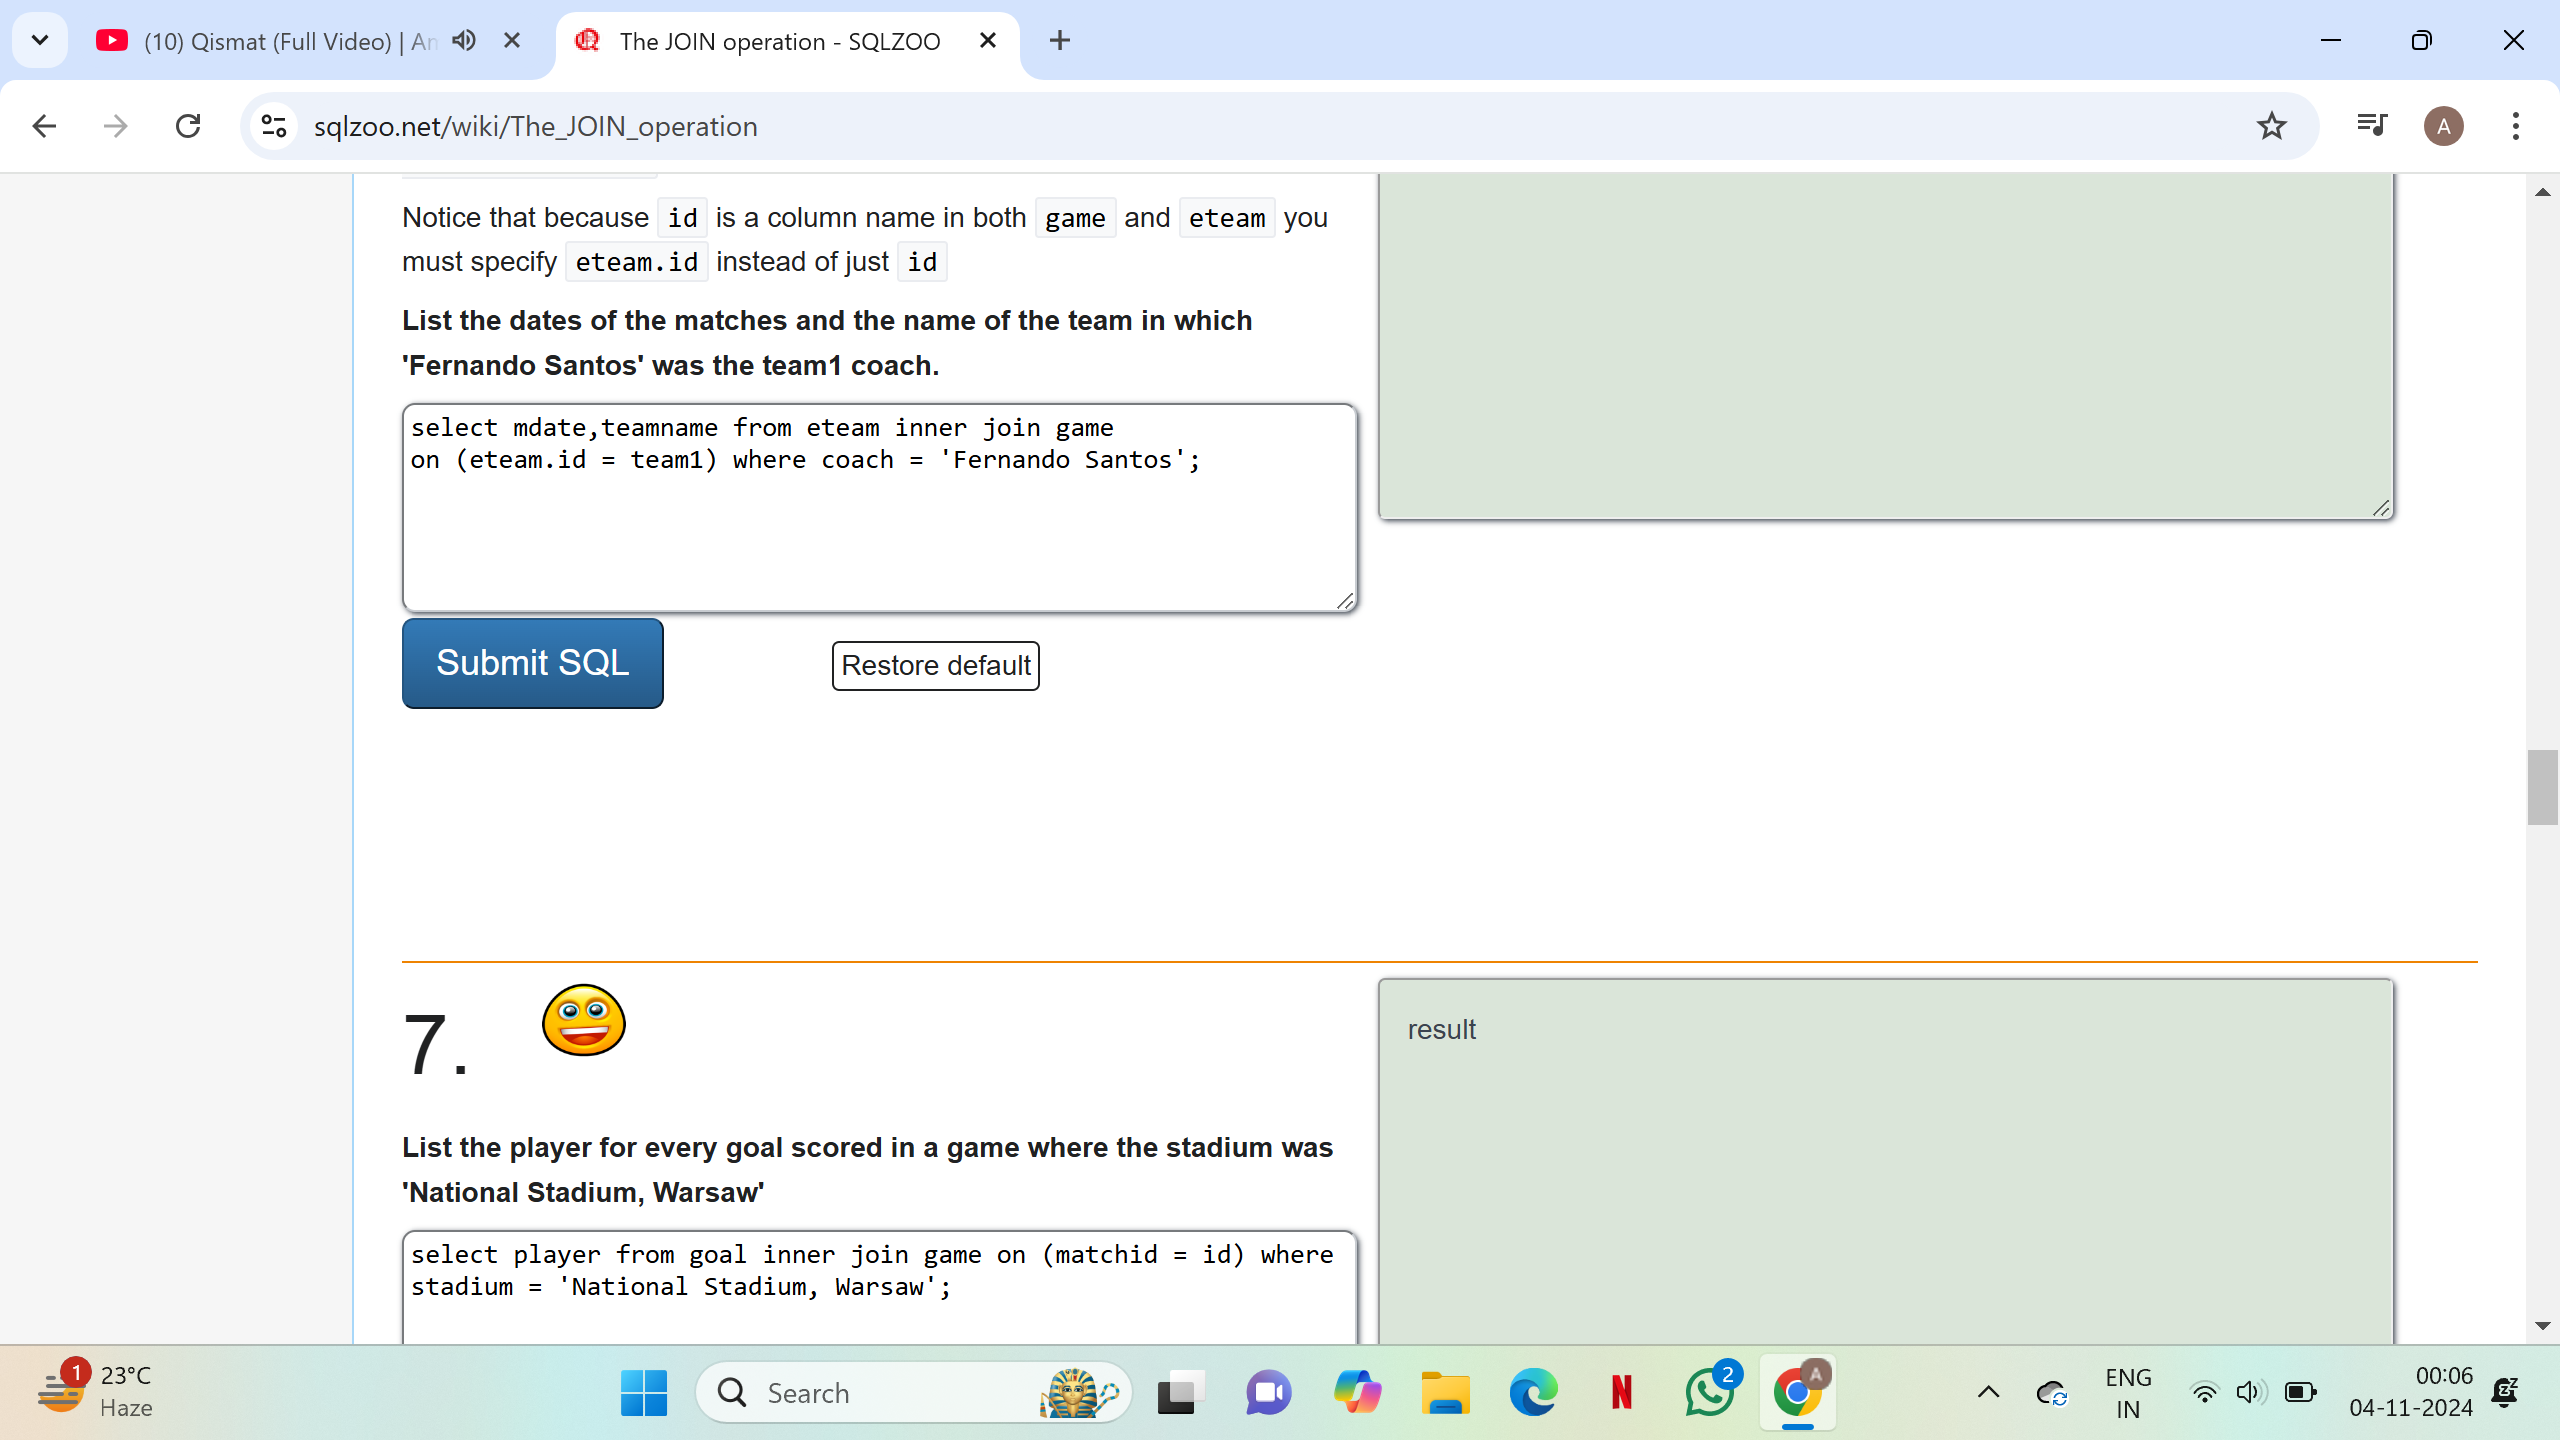 (10) Qismat (Full Video) | Am
The JOIN operation - SQLZOO
sqlzoo.net/wiki/The_JOIN_operation
A
Notice that because id is a column name in both game and eteam you
must specify eteam.id instead of just id
List the dates of the matches and the name of the team in which
'Fernando Santos' was the team1 coach.
select mdate,teamname from eteam inner join game
on (eteam.id = team1) where coach = 'Fernando Santos';
Submit SQL
Restore default
7.
result
List the player for every goal scored in a game where the stadium was
'National Stadium, Warsaw'
select player from goal inner join game on (matchid = id) where
stadium = 'National Stadium, Warsaw';
1
23°C
Haze
Search
N
2
A
ENG
IN
00:06
04-11-2024